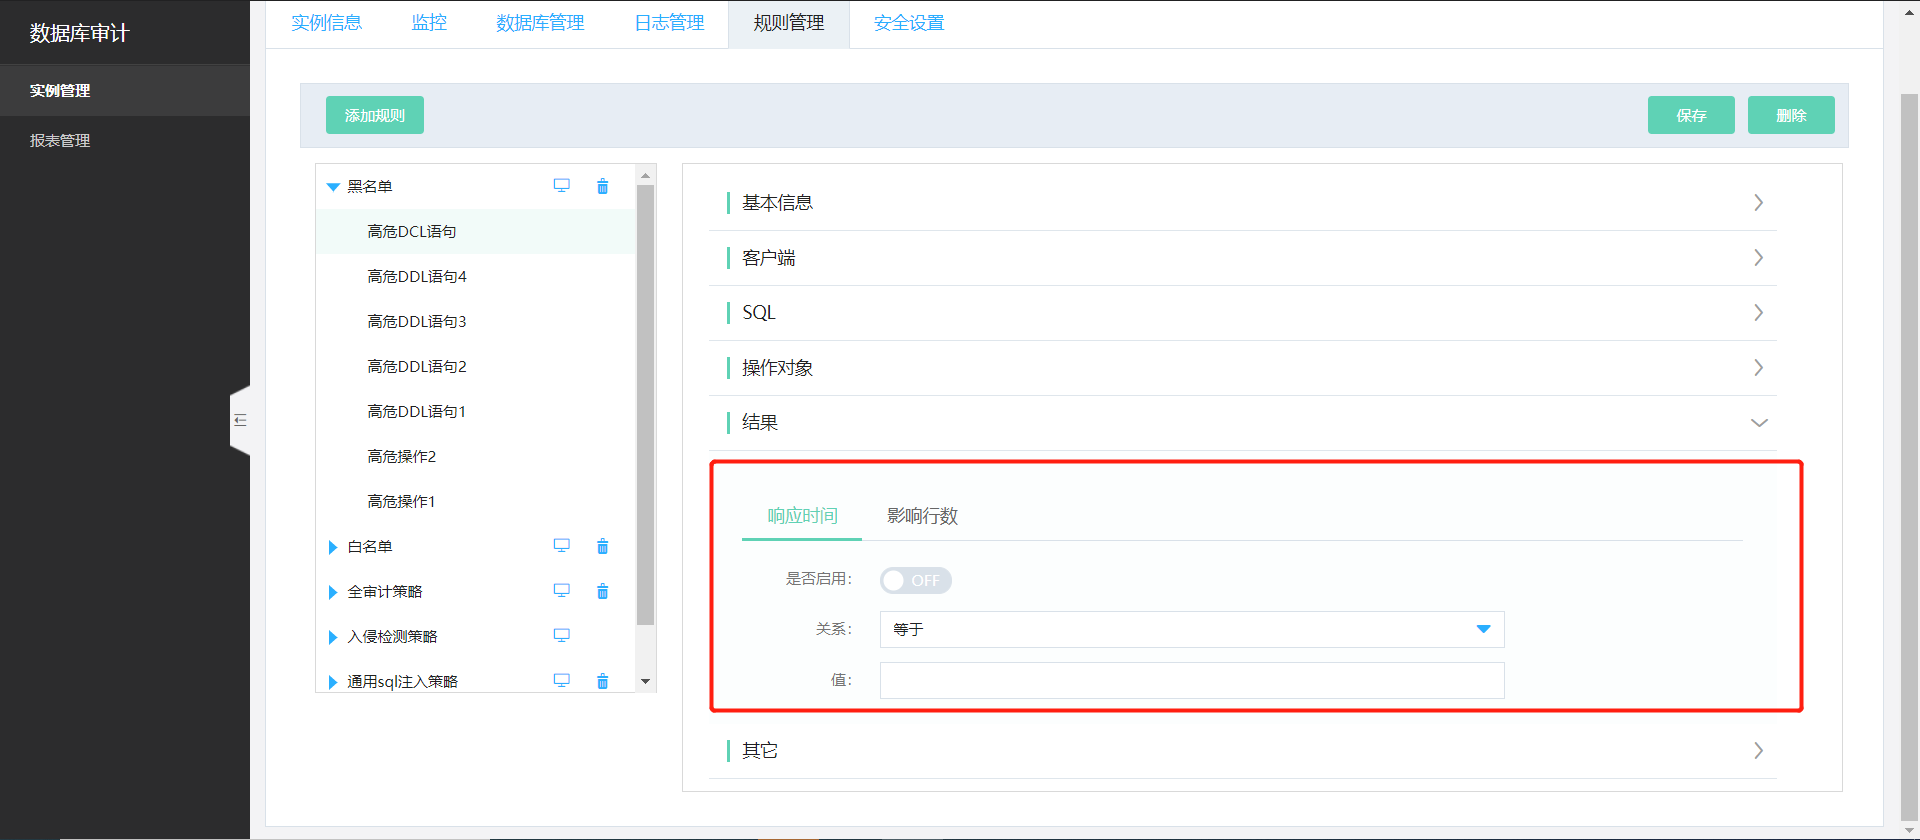 数据库审计
实例管理
报表管理
实例信息
监控
数据库管理
日志管理
规则管理
安全设置
添加规则
保存
删除
黑名单
高危DCL语句
高危DDL语句4
高危DDL语句3
高危DDL语句2
高危DDL语句1
高危操作2
高危操作1
白名单
全审计策略
入侵检测策略
通用sql注入策略
基本信息
客户端
SQL
操作对象
结果
响应时间
影响行数
是否启用：
OFF
关系：
等于
值：
其它